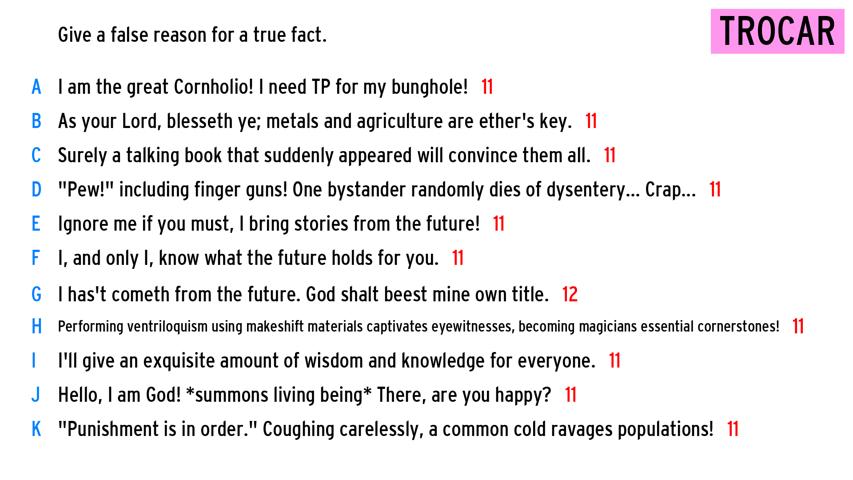 Give a false reason for a true fact.
TROCAR
A I am the great Cornholio! I need TP for my bunghole! 11
B As your Lord, blesseth ye; metals and agriculture are ether's key. 11
C Surely a talking book that suddenly appeared will convince them all. 11
D "Pew!" including finger guns! One bystander randomly dies of dysentery... Crap... 11
E Ignore me if you must, I bring stories from the future! 11
F I, and only I, know what the future holds for you. 11
G I has't cometh from the future. God shalt beest mine own title. 12
H Performing ventriloquism using makeshift materials captivates eyewitnesses, becoming magicians essential cornerstones! 11
I I'll give an exquisite amount of wisdom and knowledge for everyone. 11
J Hello, I am God! *summons living being* There, are you happy? 11
K "Punishment is in order." Coughing carelessly, a common cold ravages populations! 11